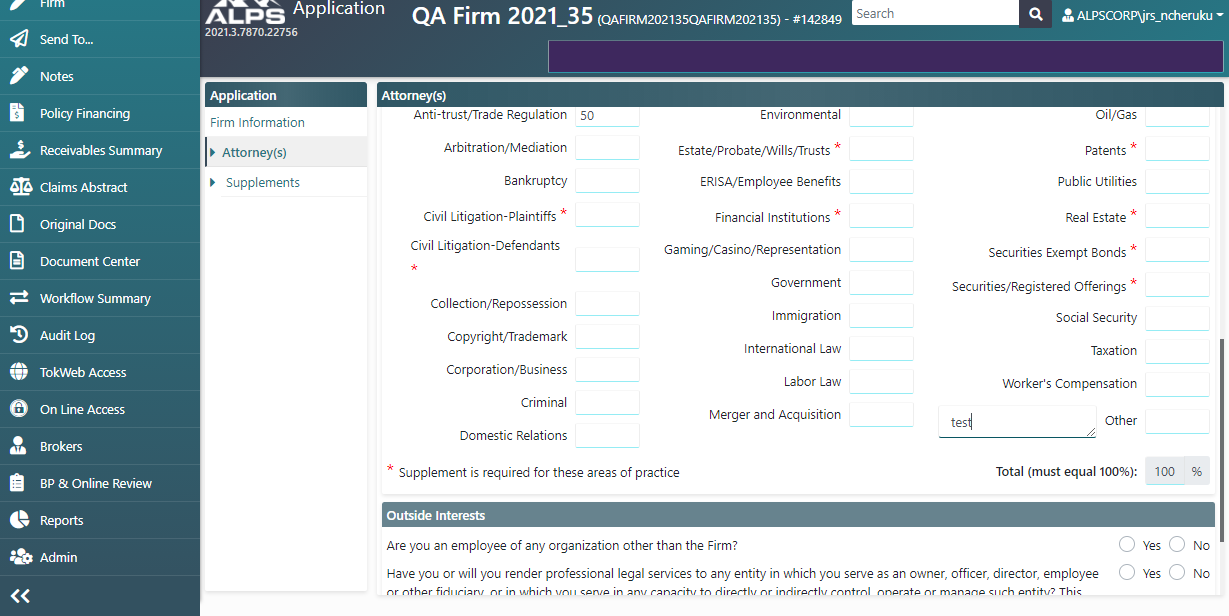 Firm
Send To...
Notes
Policy Financing
Receivables Summary
Claims Abstract
Original Docs
Document Center
Workflow Summary
Audit Log
TokWeb Access
On Line Access
Brokers
BP & Online Review
Reports
Admin
ALPS
2021.3.7870.22756
Application
QA Firm 2021_35 (QAFIRM202135QAFIRM202135) - #142849
Search
ALPSCORP\jrs_ncheruku
Application
Firm Information
Attorney(s)
Supplements
Attorney(s)
Anti-trust/Trade Regulation 50
Arbitration/Mediation
Bankruptcy
Civil Litigation-Plaintiffs *
Civil Litigation-Defendants
*
Collection/Repossession
Copyright/Trademark
Corporation/Business
Criminal
Domestic Relations
Environmental
Estate/Probate/Wills/Trusts *
ERISA/Employee Benefits
Financial Institutions *
Gaming/Casino/Representation
Government
Immigration
International Law
Labor Law
Merger and Acquisition
Oil/Gas
Patents *
Public Utilities
Real Estate *
Securities Exempt Bonds *
Securities/Registered Offerings *
Social Security
Taxation
Worker's Compensation
test Other
* Supplement is required for these areas of practice
Total (must equal 100%): 100 %
Outside Interests
Are you an employee of any organization other than the Firm? Yes No
Have you or will you render professional legal services to any entity in which you serve as an owner, officer, director, employee Yes No
or other fiduciary, or in which you serve in any capacity to directly or indirectly control, operate or manage such entity? This